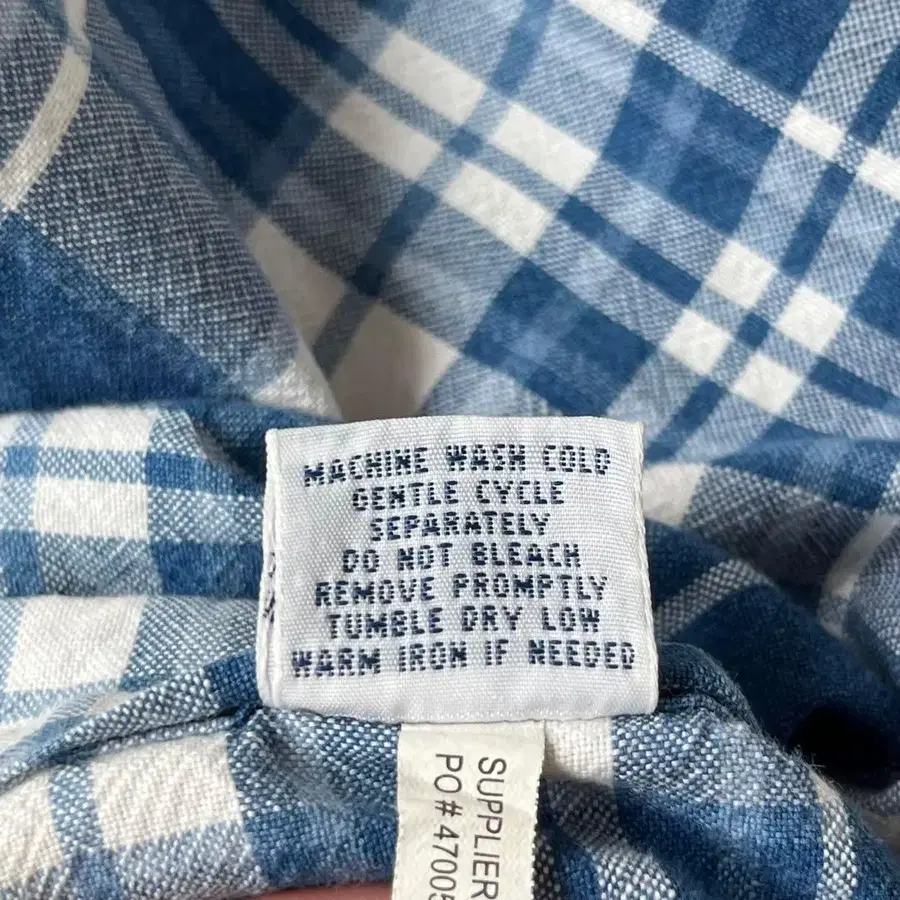 MACHINE WASH COLD
GENTLE CYCLE
SEPARATELY
DO NOT BLEACH
REMOVE PROMPTLY
TUMBLE DRY LOW
WARM IRON IF NEEDED
SUPPLIER
PO# 47005